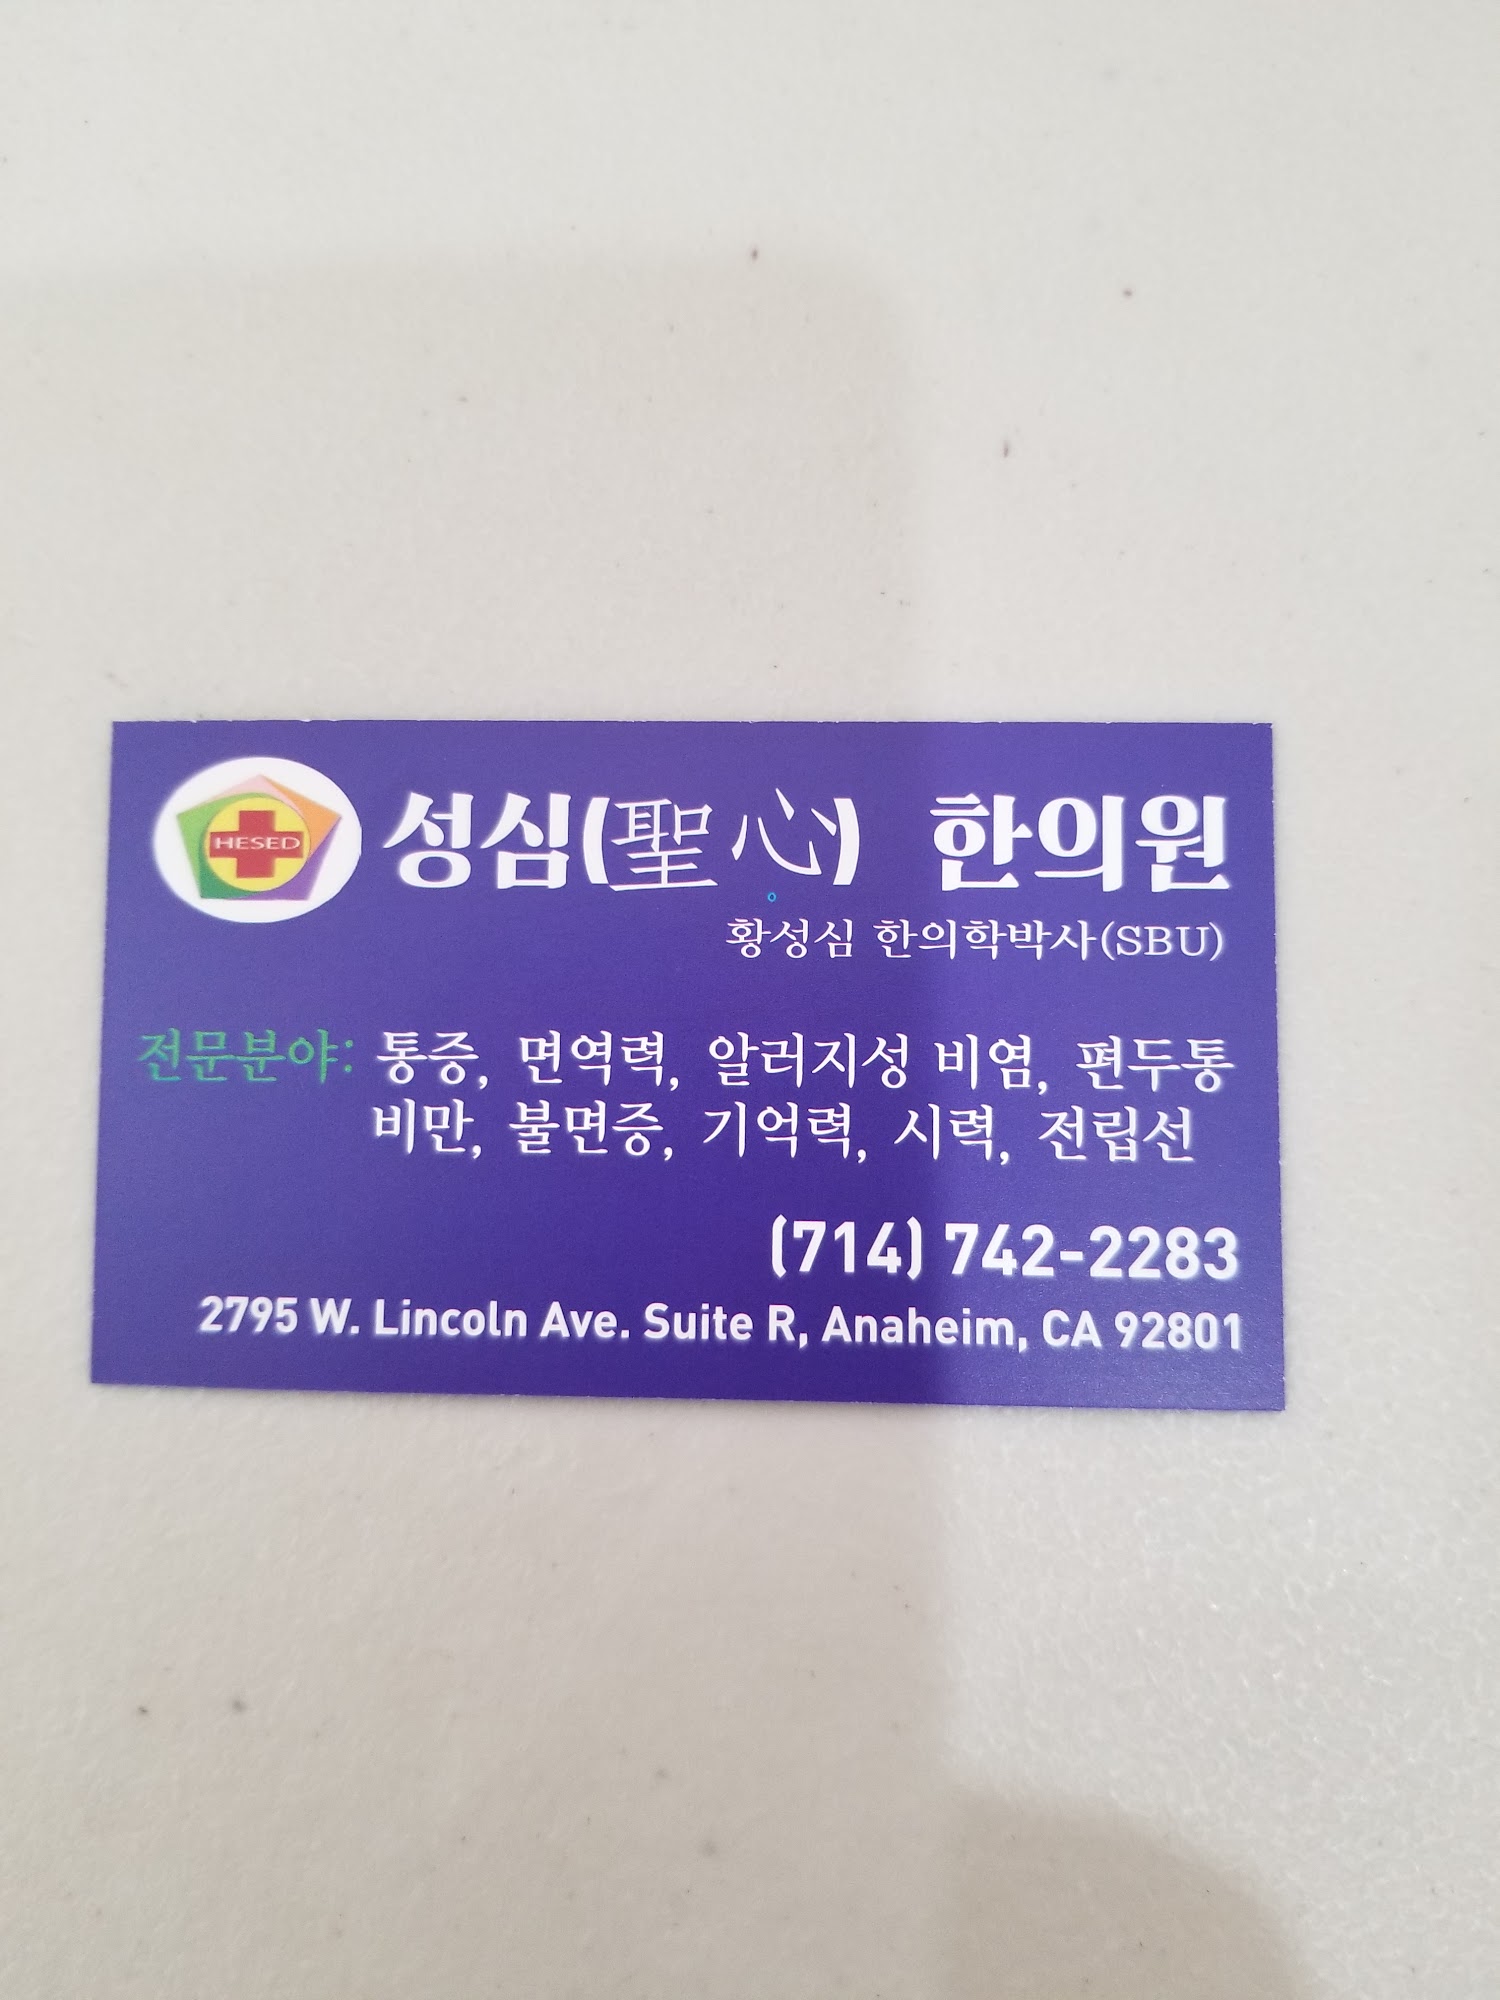 HESED
성심(聖心) 한의원
황성심 한의학박사(SBU)
전문분야: 통증, 면역력, 알러지성 비염, 편두통
비만, 불면증, 기억력, 시력, 전립선
(714) 742-2283
2795 W. Lincoln Ave. Suite R, Anaheim, CA 92801